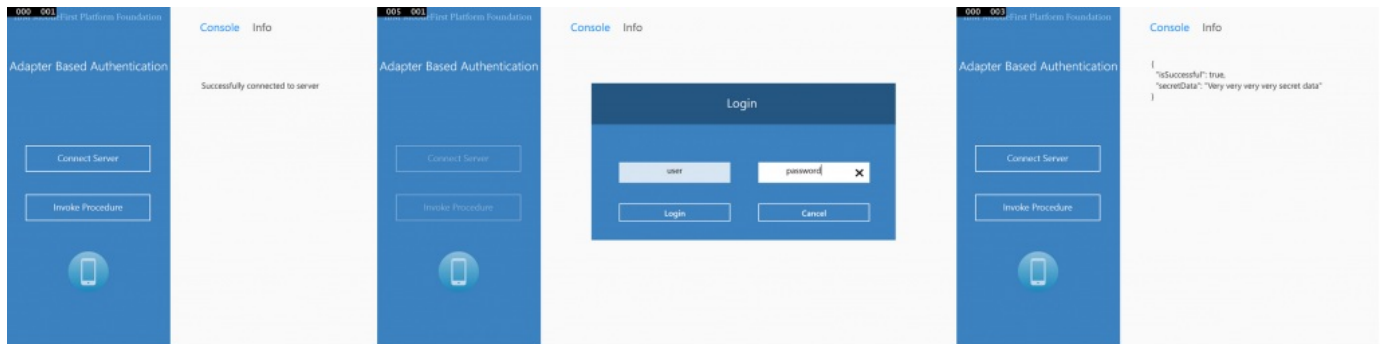 000 001
First Platform Foundation
Console Info
Adapter Based Authentication
Successfully connected to server
Connect Server
Invoke Procedure
005 001
First Platform Foundation
Console Info
Adapter Based Authentication
Login
Connect Server
user password
Invoke Procedure
Login Cancel
000 003
First Platform Foundation
Console Info
Adapter Based Authentication
{
"isSuccessful": true,
"secretData": "Very very very very secret data"
}
Connect Server
Invoke Procedure